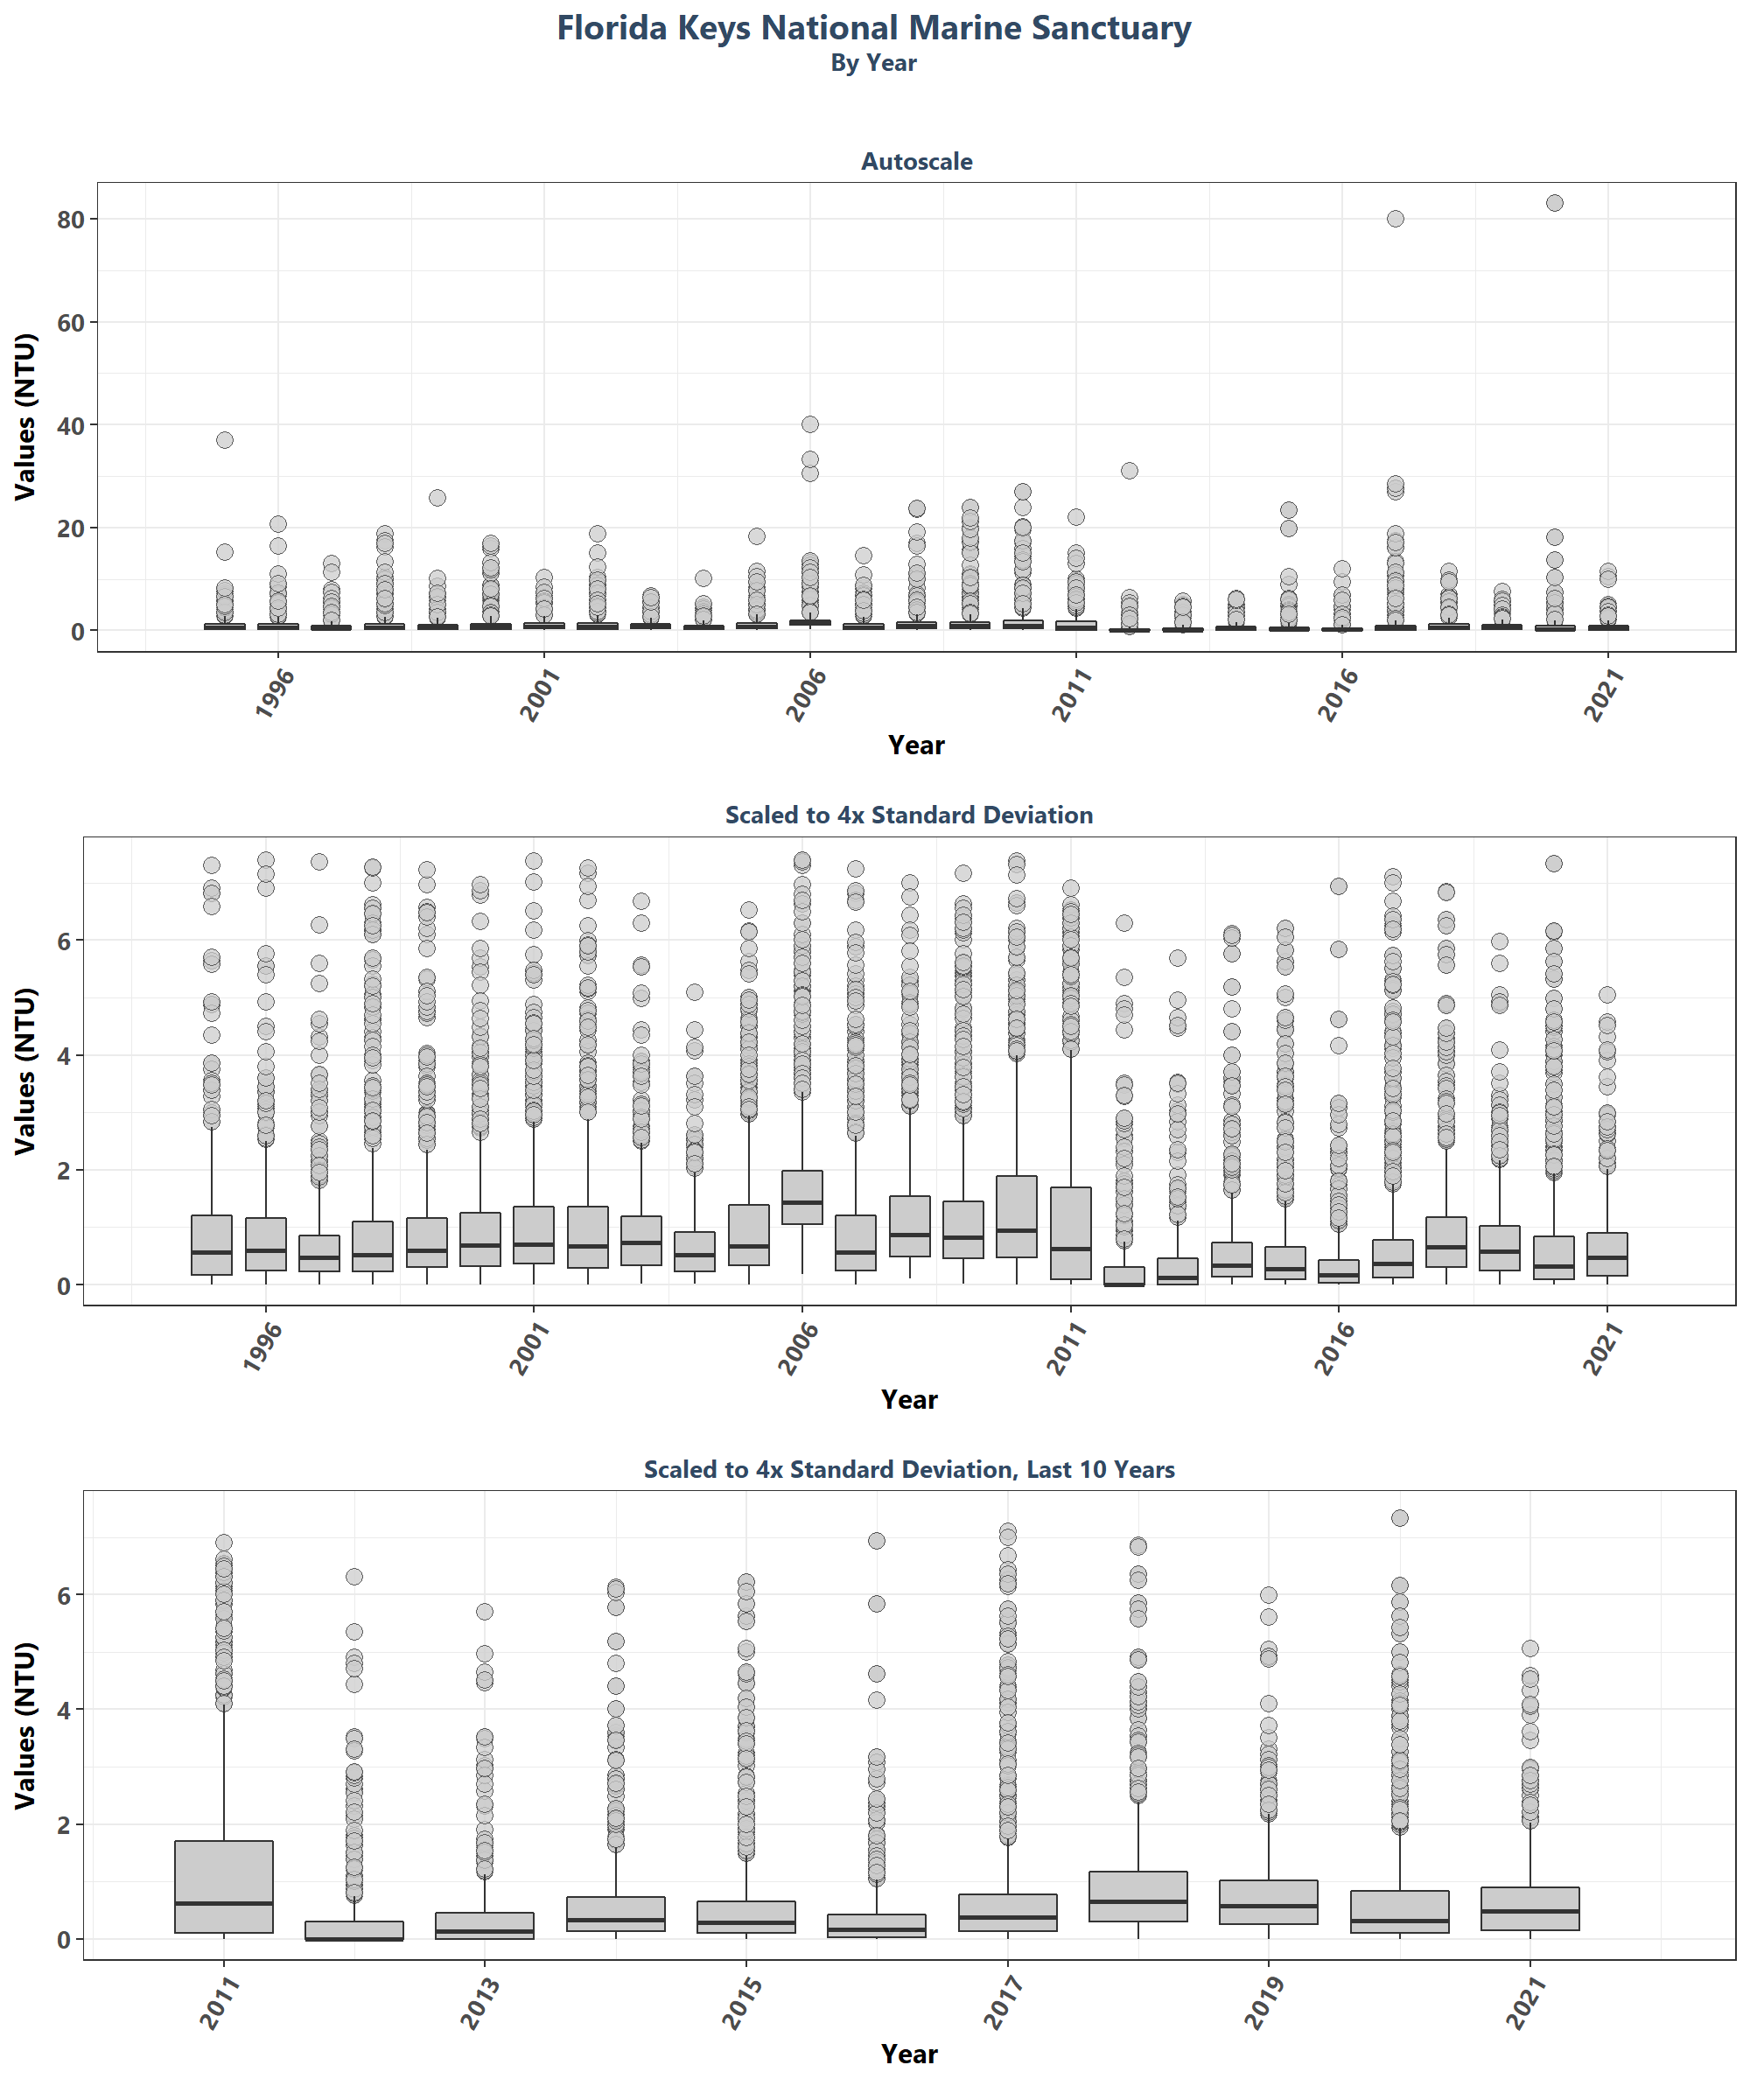 Florida Keys National Marine Sanctuary
By Year
Autoscale
Values (NTU)
80
60
40
20
0
1996
2001
2006
2011
2016
2021
Year
Scaled to 4x Standard Deviation
Values (NTU)
6
4
2
0
1996
2001
2006
2011
2016
2021
Year
Scaled to 4x Standard Deviation, Last 10 Years
Values (NTU)
6
4
2
0
2011
2013
2015
2017
2019
2021
Year